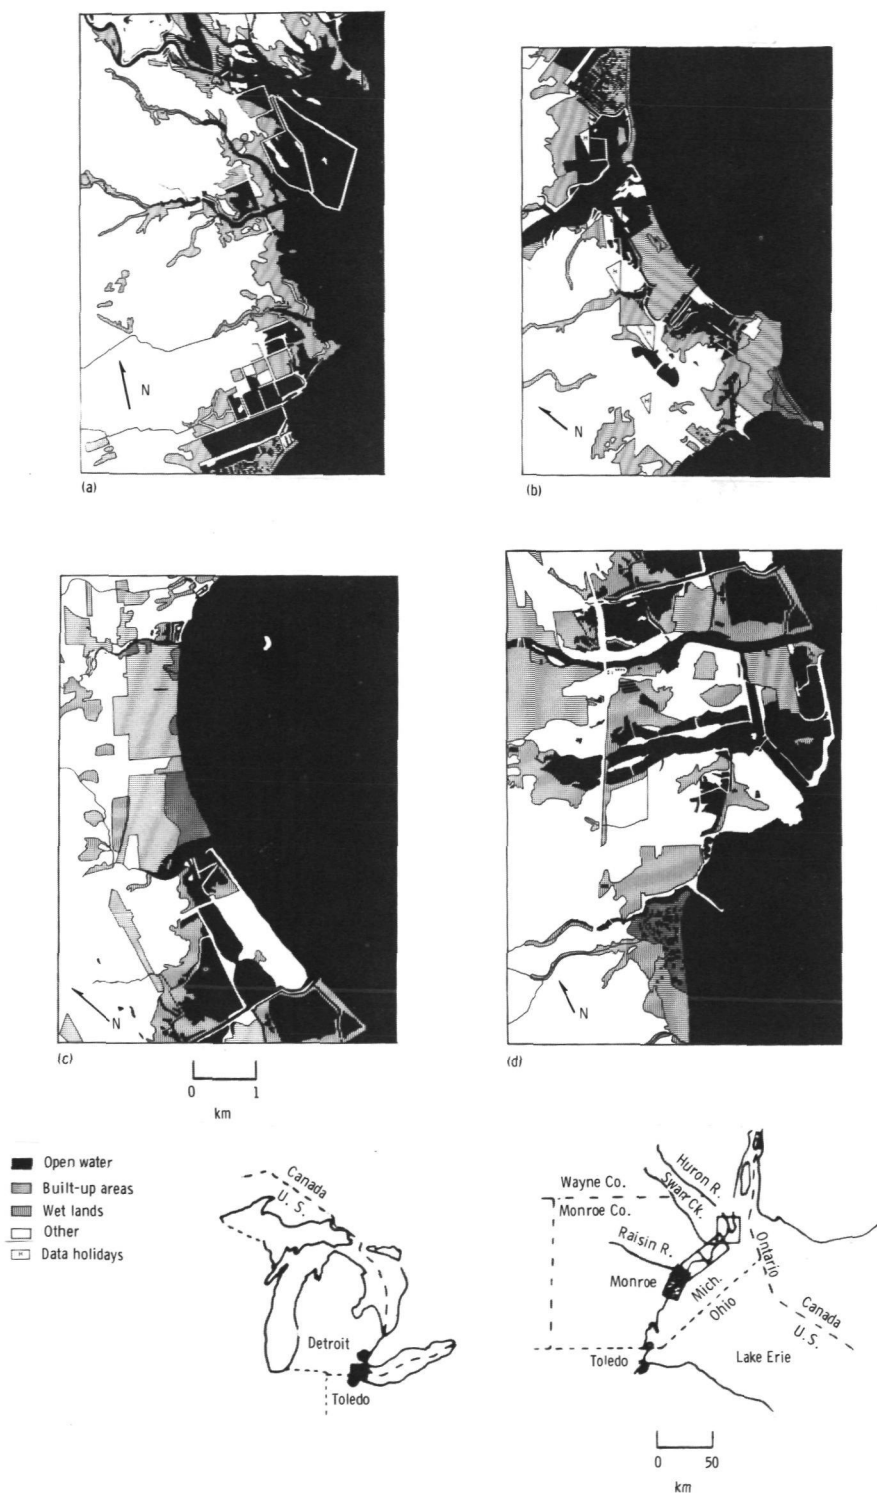 N
(a)
N
H
H
H
H
(b)
N
(c)
0 1
km
N
(d)
Open water
Built-up areas
Wet lands
Other
H Data holidays
Canada
U. S.
Detroit
Toledo
Huron R.
Swan Ck.
Wayne Co.
Monroe Co.
Raisin R.
Ontario
Monroe
Mich.
Ohio
Canada
U. S.
Toledo
Lake Erie
0 50
km